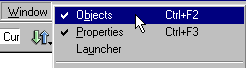 Window
Objects Ctrl+F2
Cur
Properties Ctrl+F3
Launcher